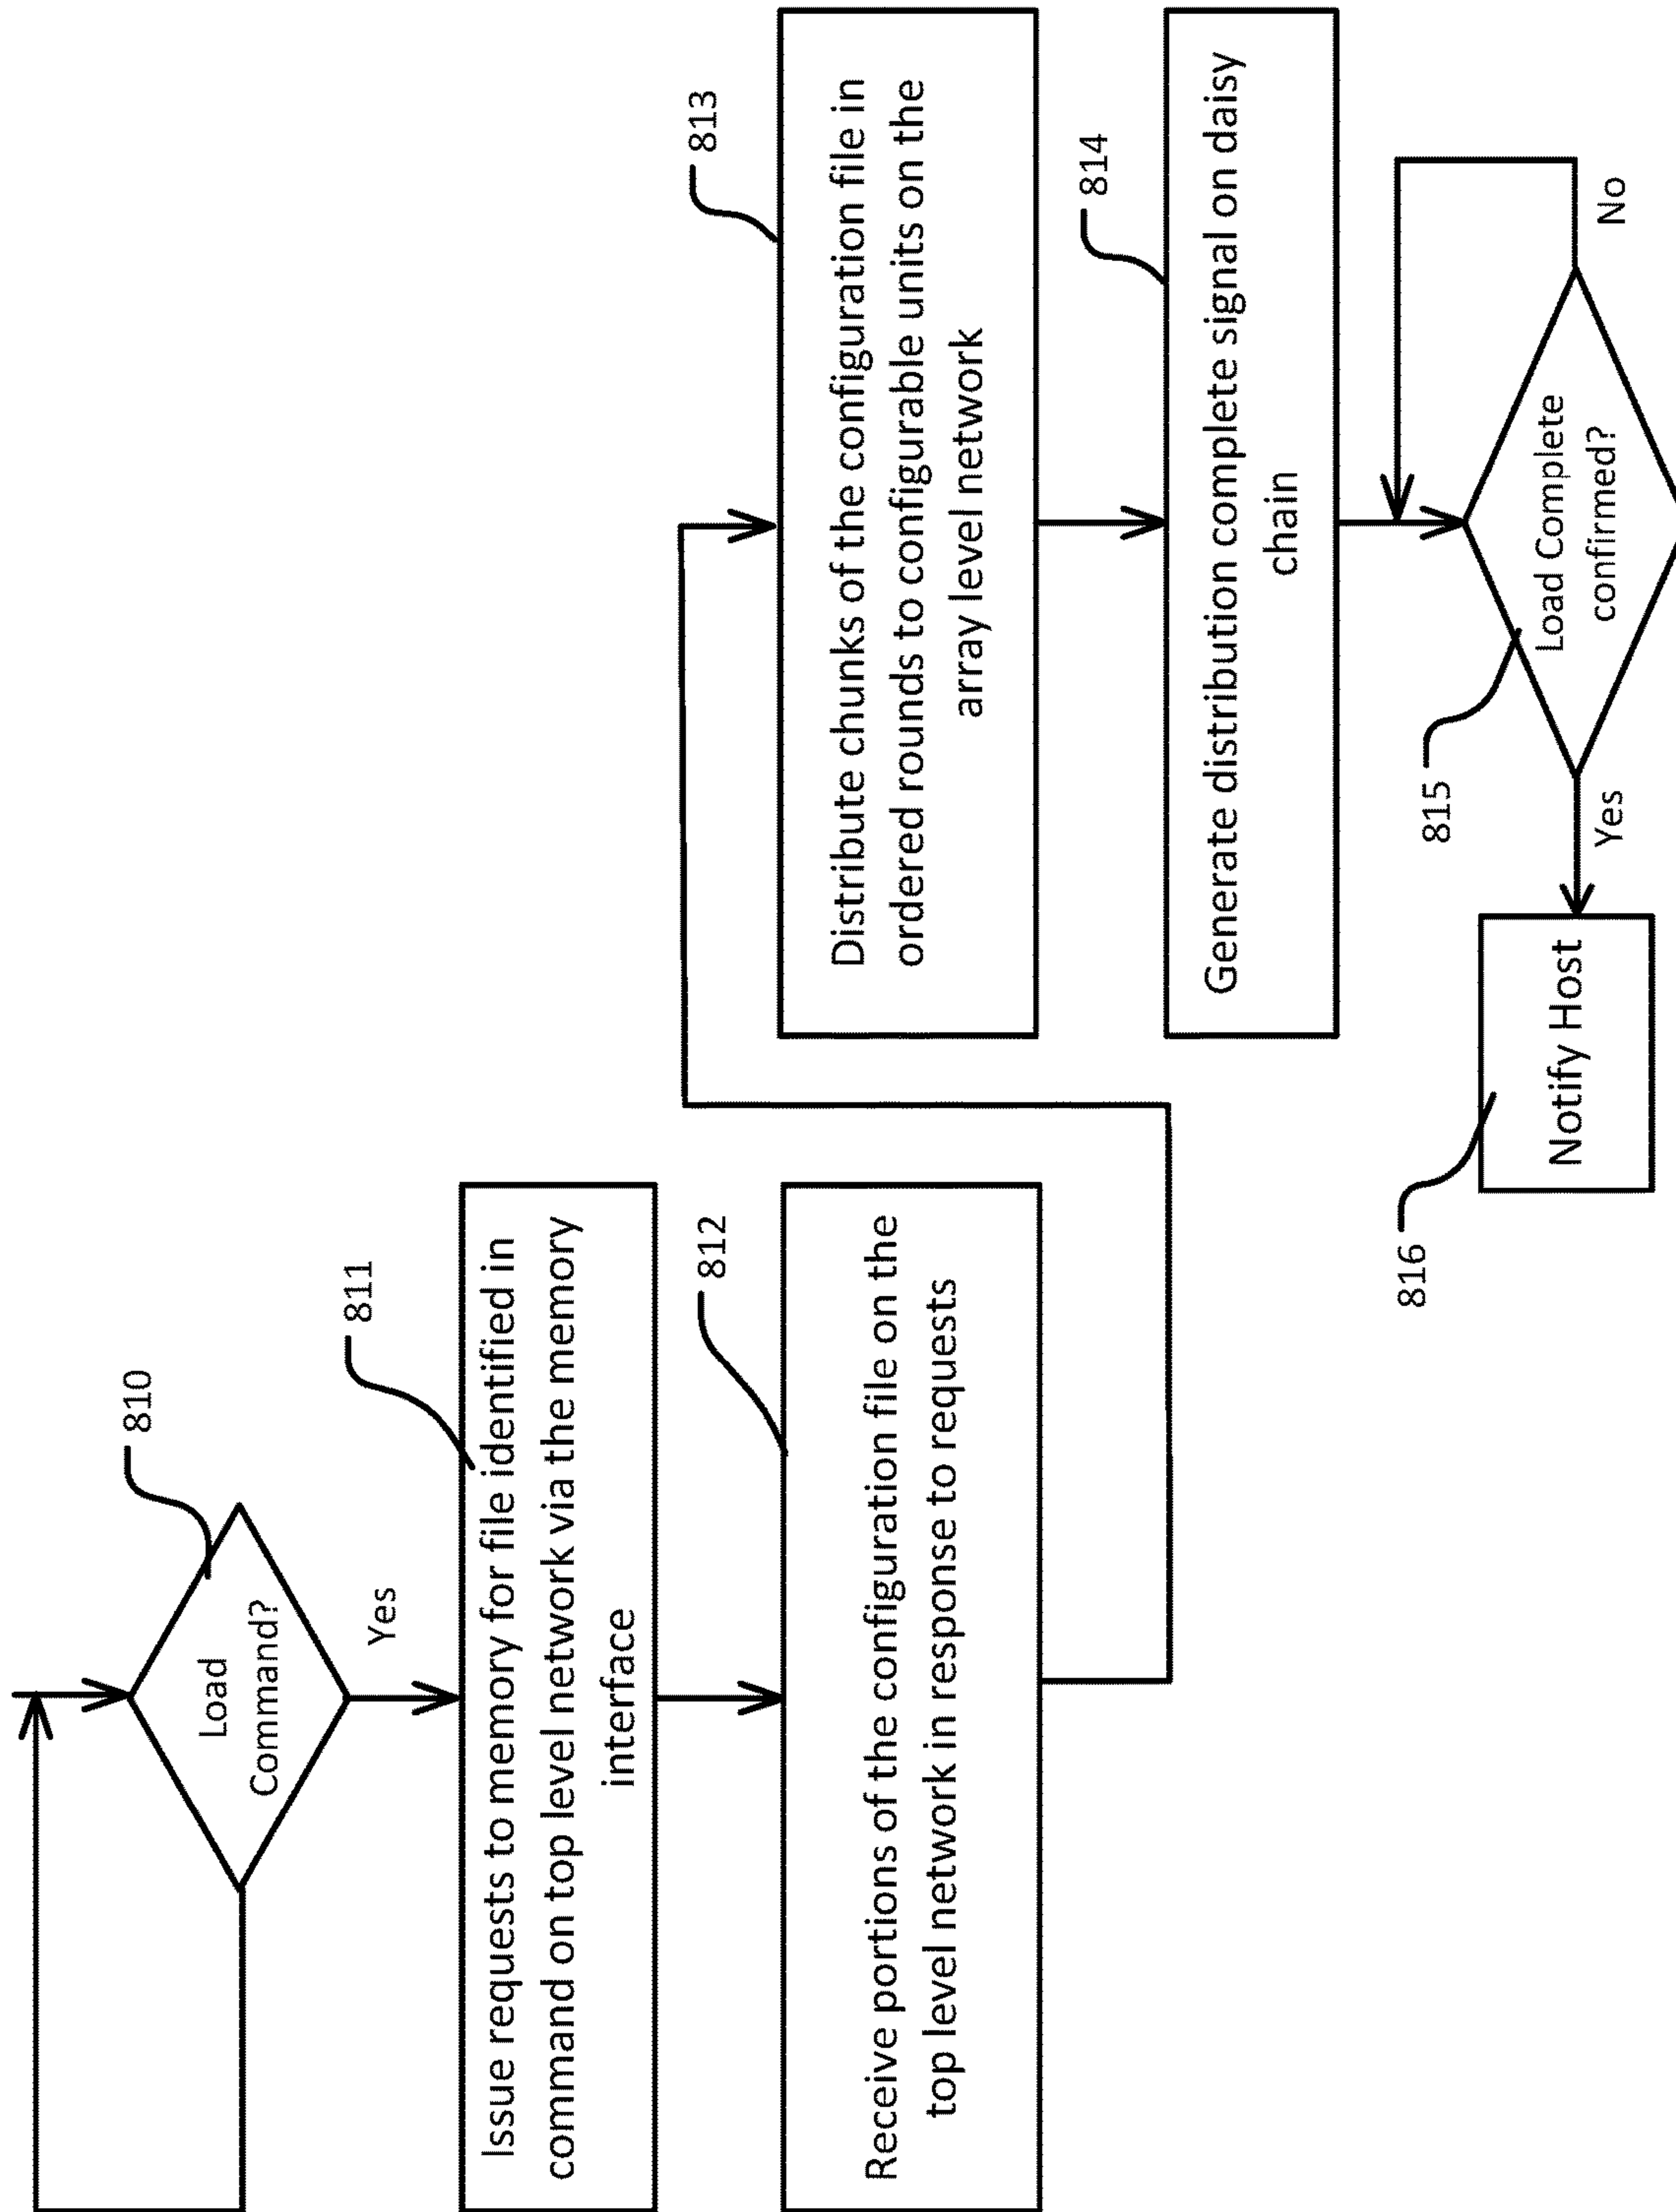 810
Load
Command?
Yes
811
Issue requests to memory for file identified in
command on top level network via the memory
interface
812
Receive portions of the configuration file on the
top level network in response to requests
813
Distribute chunks of the configuration file in
ordered rounds to configurable units on the
array level network
814
Generate distribution complete signal on daisy
chain
815
Load Complete
confirmed?
No
Yes
816
Notify Host